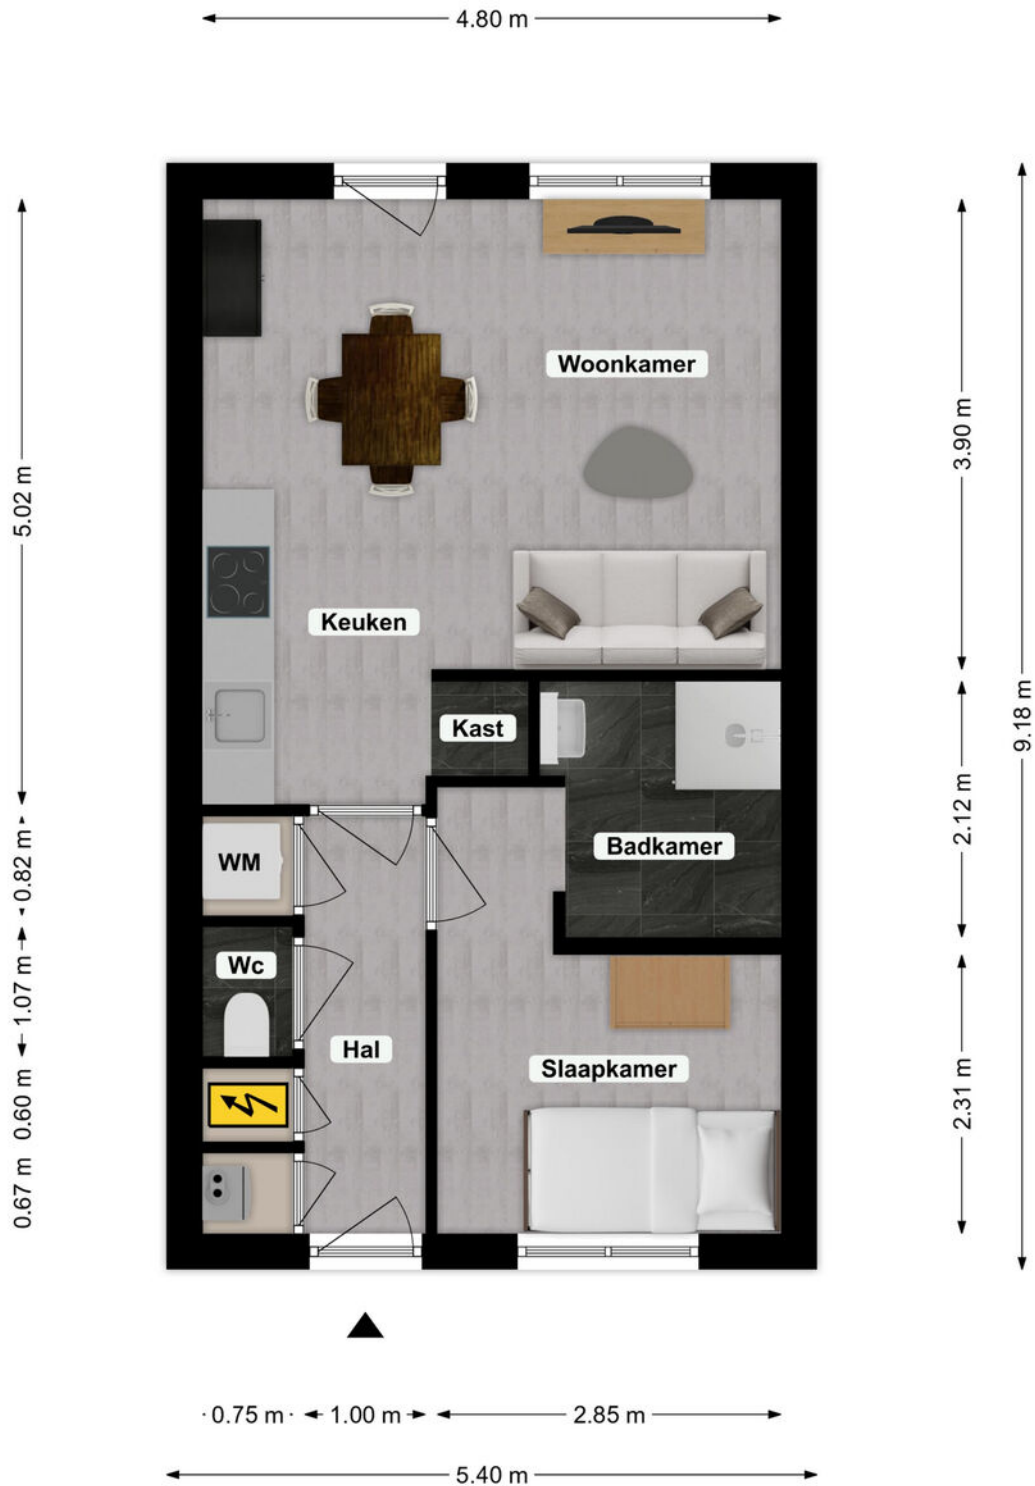 4.80 m
5.02 m
Woonkamer
3.90 m
Keuken
9.18 m
Kast
2.12 m
Badkamer
0.82 m
WM
Wc
1.07 m
Hal
Slaapkamer
2.31 m
0.60 m
0.67 m
0.75 m
1.00 m
2.85 m
5.40 m